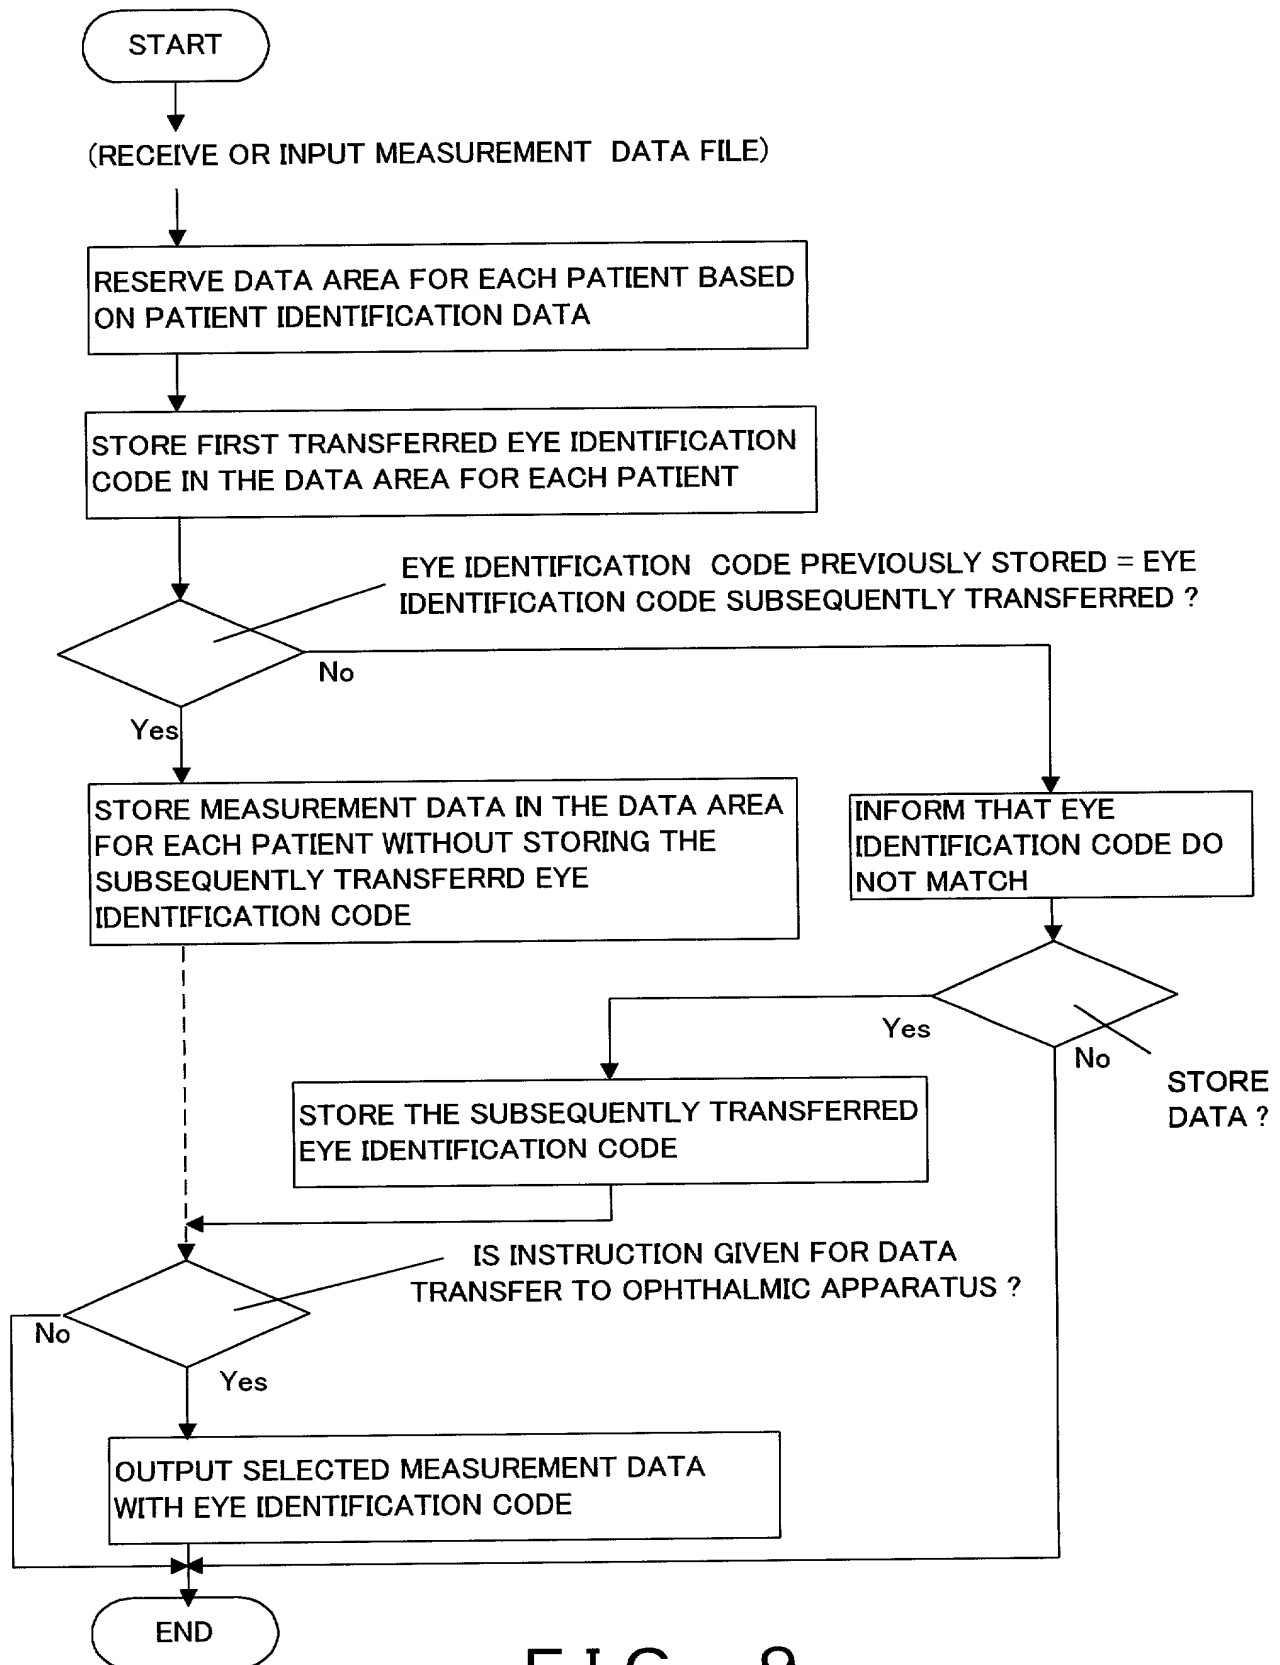 START
(RECEIVE OR INPUT MEASUREMENT DATA FILE)
RESERVE DATA AREA FOR EACH PATIENT BASED
ON PATIENT IDENTIFICATION DATA
STORE FIRST TRANSFERRED EYE IDENTIFICATION
CODE IN THE DATA AREA FOR EACH PATIENT
EYE IDENTIFICATION CODE PREVIOUSLY STORED = EYE
IDENTIFICATION CODE SUBSEQUENTLY TRANSFERRED ?
No
Yes
STORE MEASUREMENT DATA IN THE DATA AREA
FOR EACH PATIENT WITHOUT STORING THE
SUBSEQUENTLY TRANSFERRD EYE
IDENTIFICATION CODE
INFORM THAT EYE
IDENTIFICATION CODE DO
NOT MATCH
Yes
No
STORE
DATA ?
STORE THE SUBSEQUENTLY TRANSFERRED
EYE IDENTIFICATION CODE
IS INSTRUCTION GIVEN FOR DATA
TRANSFER TO OPHTHALMIC APPARATUS ?
No
Yes
OUTPUT SELECTED MEASUREMENT DATA
WITH EYE IDENTIFICATION CODE
END